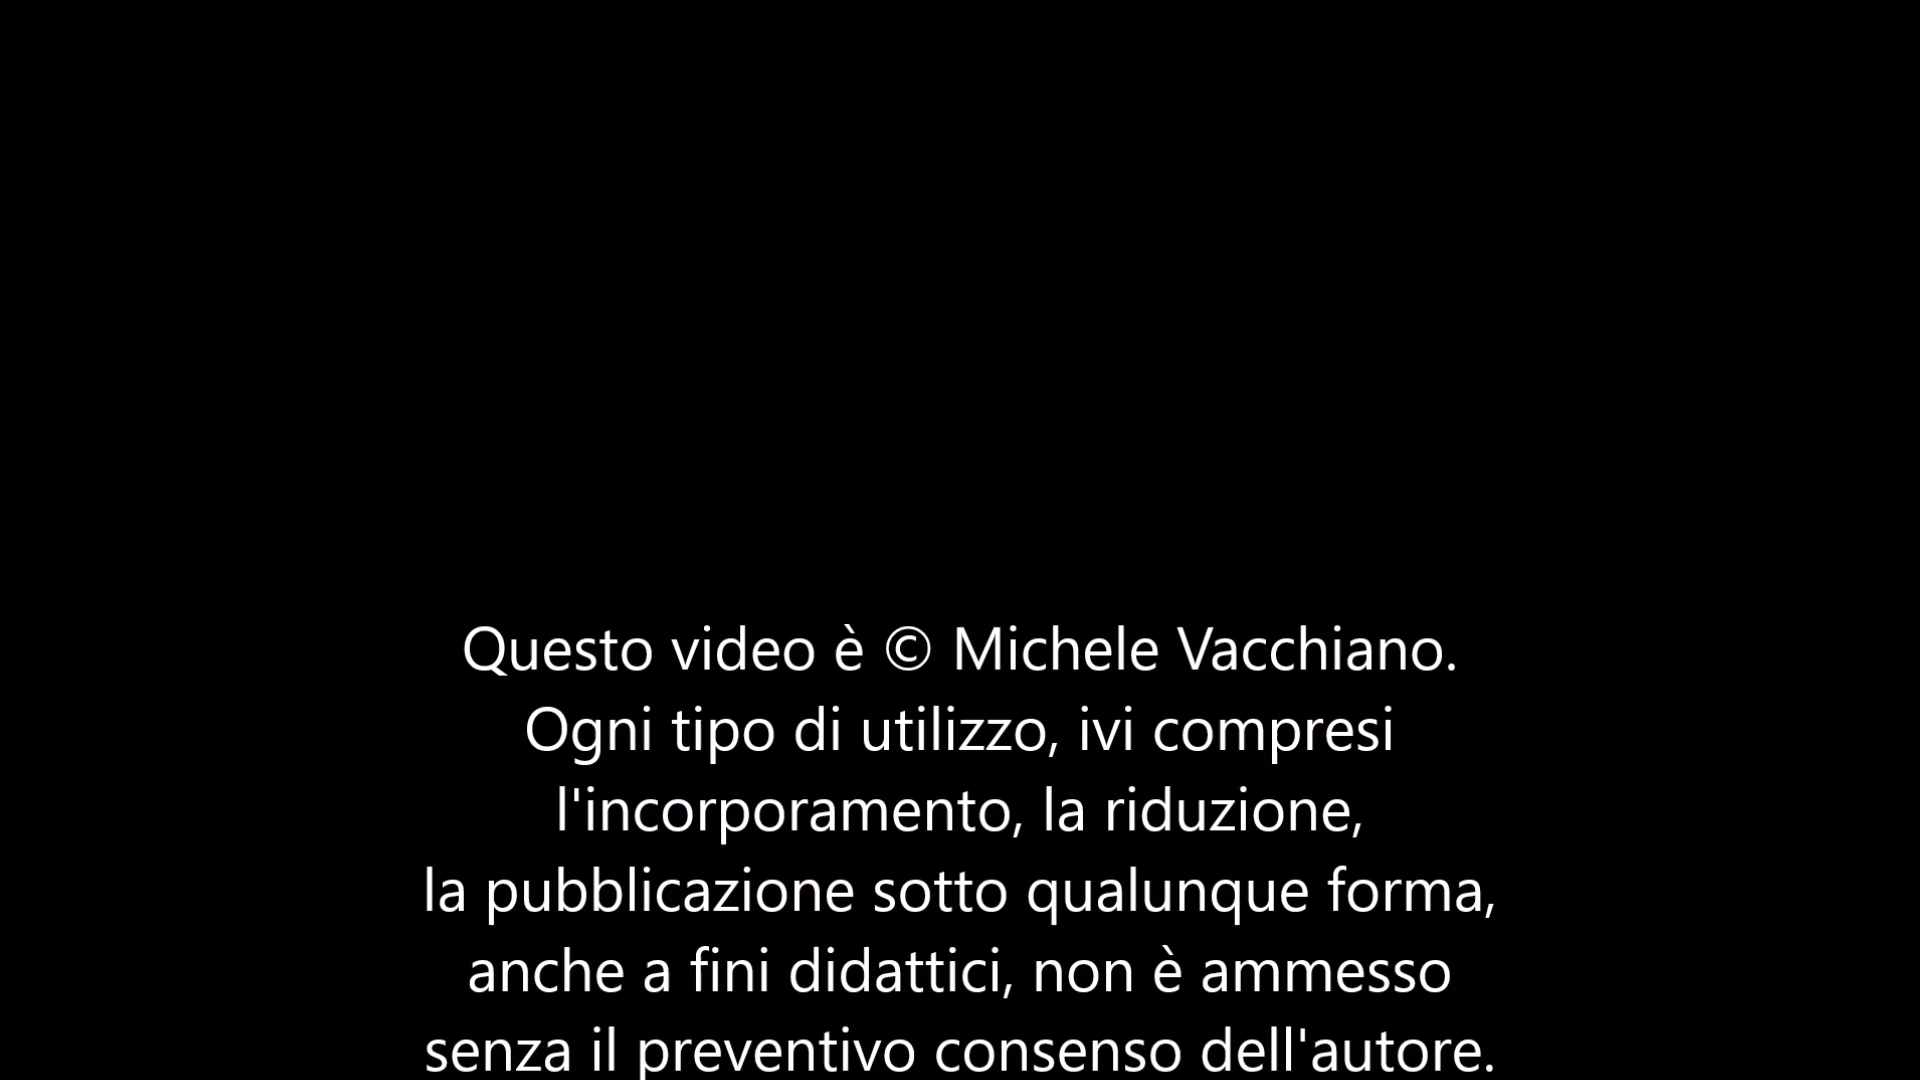 Questo video è © Michele Vacchiano.
Ogni tipo di utilizzo, ivi compresi
l'incorporamento, la riduzione,
la pubblicazione sotto qualunque forma,
anche a fini didattici, non è ammesso
senza il preventivo consenso dell'autore.